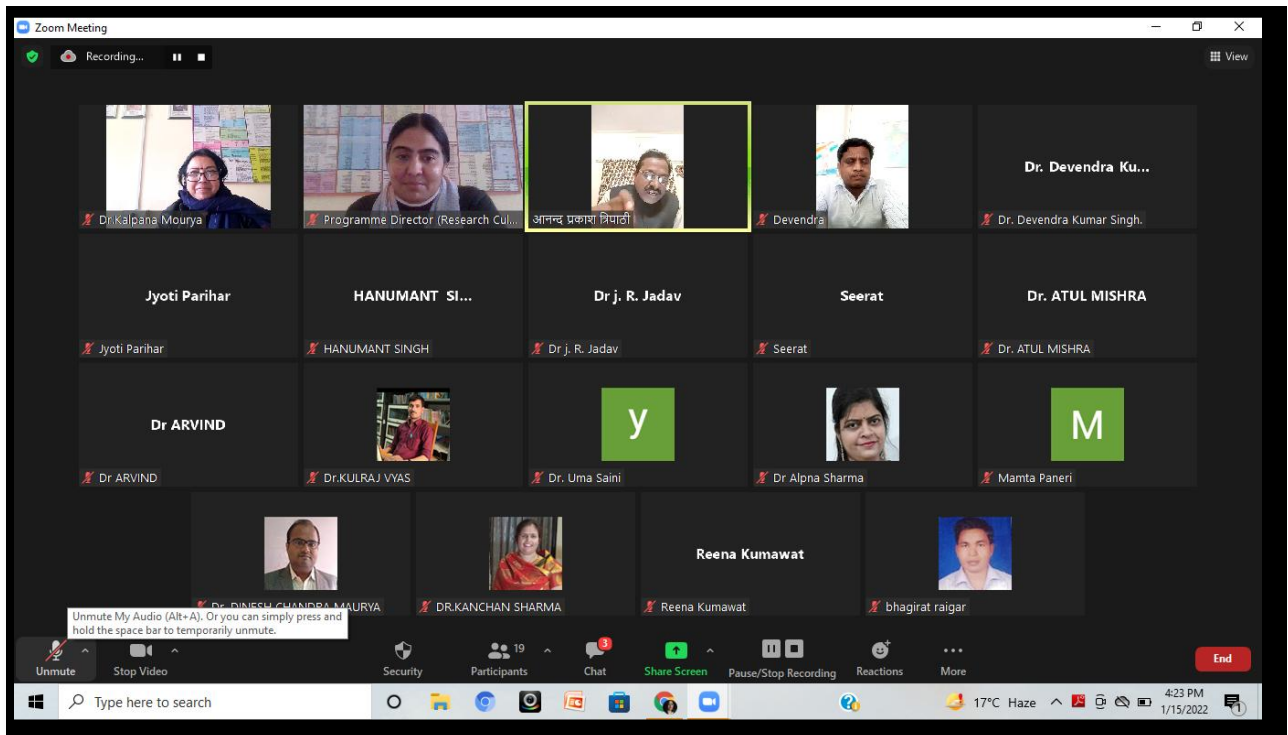 Zoom Meeting
Recording...
View
Dr.Kalpana Mourya
Programme Director (Research Cul...
आनन्द प्रकाश त्रिपाठी
Devendra
Dr. Devendra Ku...
Dr. Devendra Kumar Singh.
Jyoti Parihar
Jyoti Parihar
HANUMANT SI...
HANUMANT SINGH
Dr j. R. Jadav
Dr j. R. Jadav
Seerat
Seerat
Dr. ATUL MISHRA
Dr. ATUL MISHRA
Dr ARVIND
Dr ARVIND
Dr.KULRAJ VYAS
y
Dr. Uma Saini
Dr Alpna Sharma
M
Mamta Paneri
Dr. DINESH CHANDRA MAURYA
DR.KANCHAN SHARMA
Reena Kumawat
Reena Kumawat
bhagirat raigar
Unmute My Audio (Alt+A). Or you can simply press and
hold the space bar to temporarily unmute.
Unmute
Stop Video
Security
19
Participants
3
Chat
Share Screen
Pause/Stop Recording
Reactions
More
End
Type here to search
17°C Haze
4:23 PM
1/15/2022
1